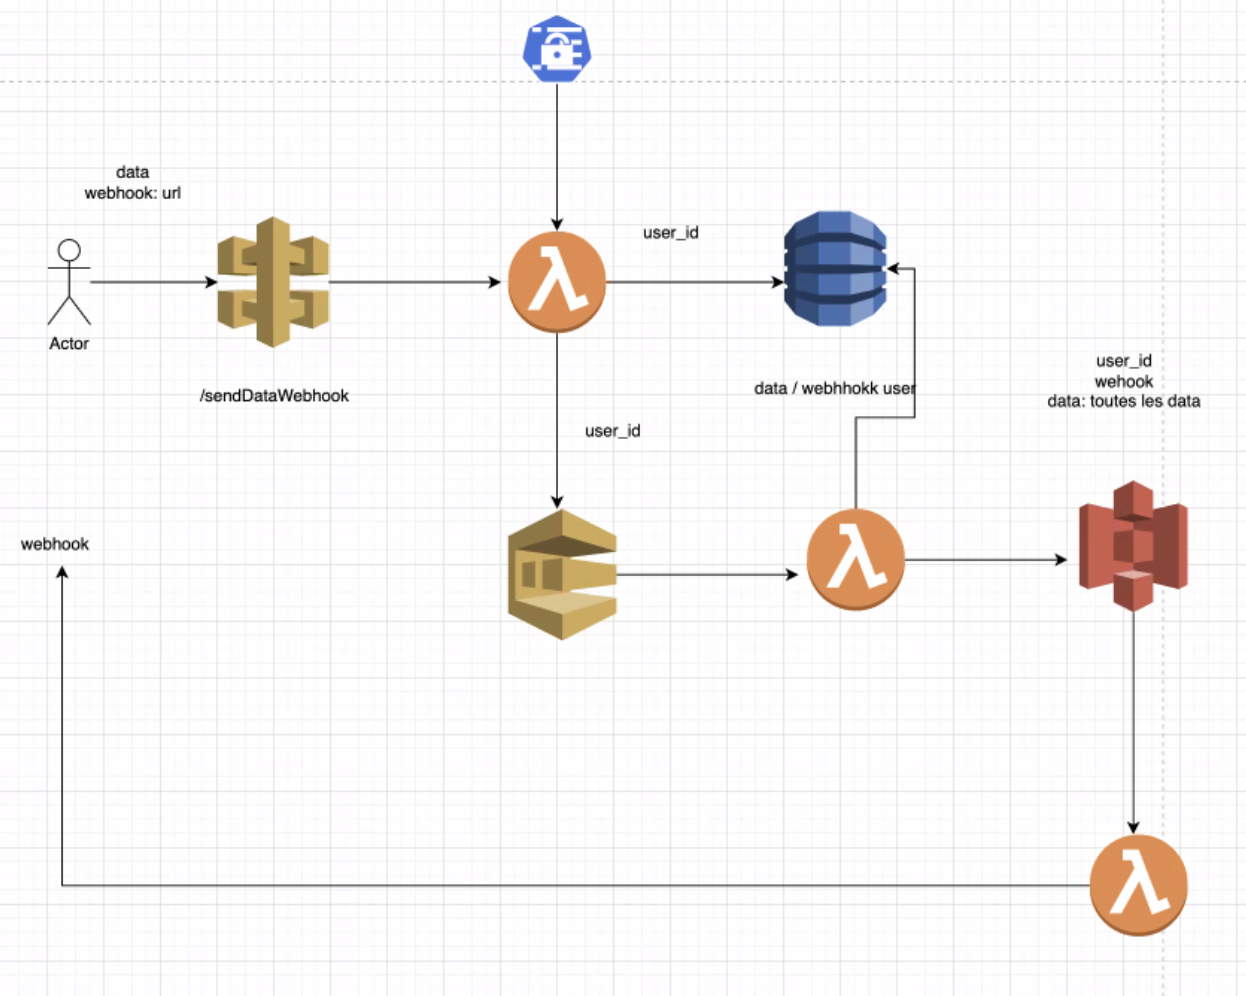 data
webhook: url
user_id
Actor
/sendDataWebhook
user_id
wehook
data: toutes les data
data / webhhokk user
user_id
webhook